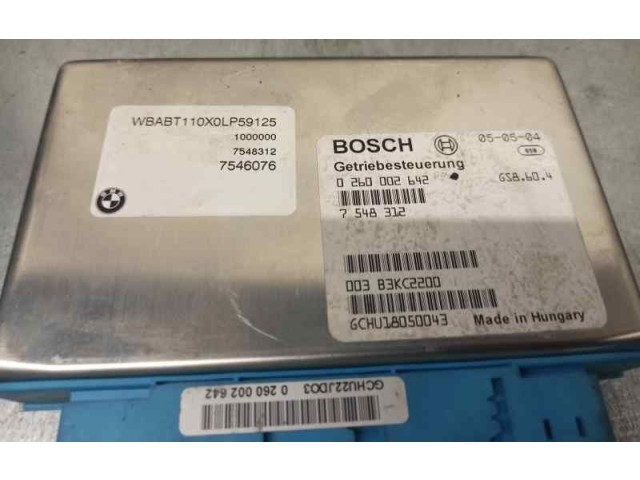 WBABT110X0LP59125
1000000
7548312
7546076
BMW
BOSCH
05-05-04
Getriebesteuerung
0 260 002 642
GS8.60.4
7 548 312
003 B3KC2200
GCHU18050043
Made in Hungary
GCHU22JD03
0 260 002 642